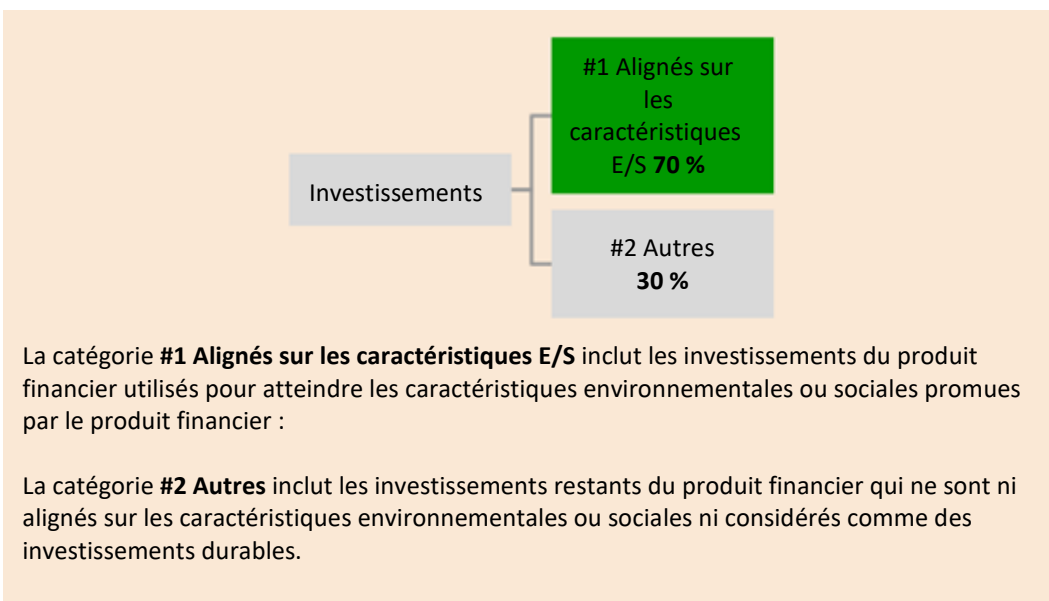 #1 Alignés sur
les
caractéristiques
E/S 70 %
Investissements
#2 Autres
30 %
La catégorie #1 Alignés sur les caractéristiques E/S inclut les investissements du produit
financier utilisés pour atteindre les caractéristiques environnementales ou sociales promues
par le produit financier :
La catégorie #2 Autres inclut les investissements restants du produit financier qui ne sont ni
alignés sur les caractéristiques environnementales ou sociales ni considérés comme des
investissements durables.